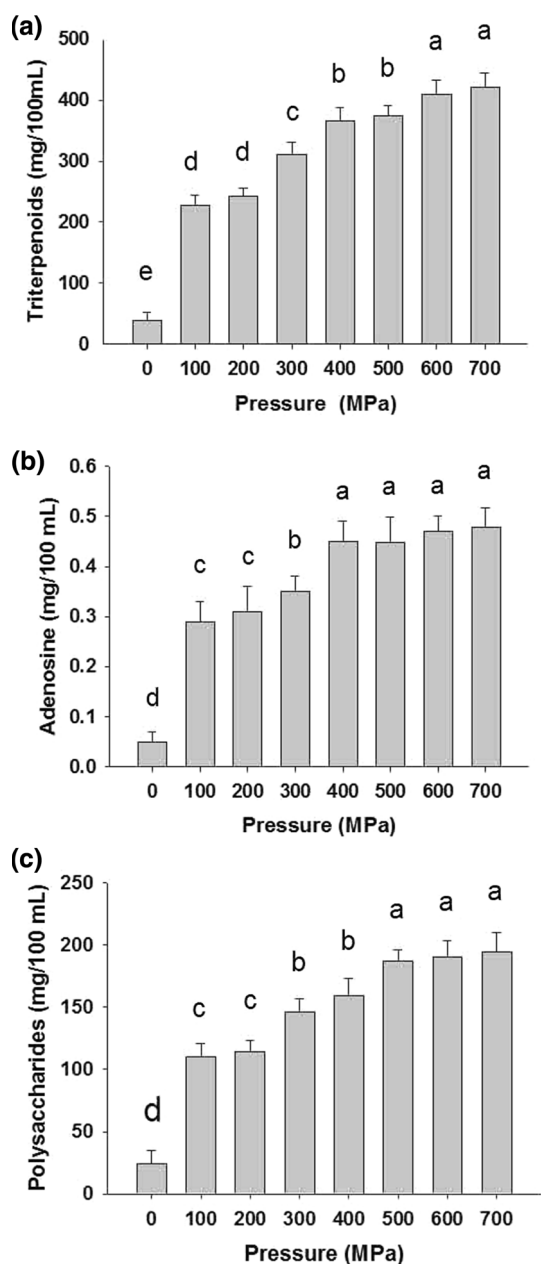 (a)
500
400
300
200
100
0
Triterpenoids (mg/100mL)
e
d
d
c
b
b
a
a
0 100 200 300 400 500 600 700
Pressure (MPa)
(b)
0.6
0.5
0.4
0.3
0.2
0.1
0.0
Adenosine (mg/100 mL)
d
c
c
b
a
a
a
a
0 100 200 300 400 500 600 700
Pressure (MPa)
(c)
250
200
150
100
50
0
Polysaccharides (mg/100 mL)
d
c
c
b
b
a
a
a
0 100 200 300 400 500 600 700
Pressure (MPa)